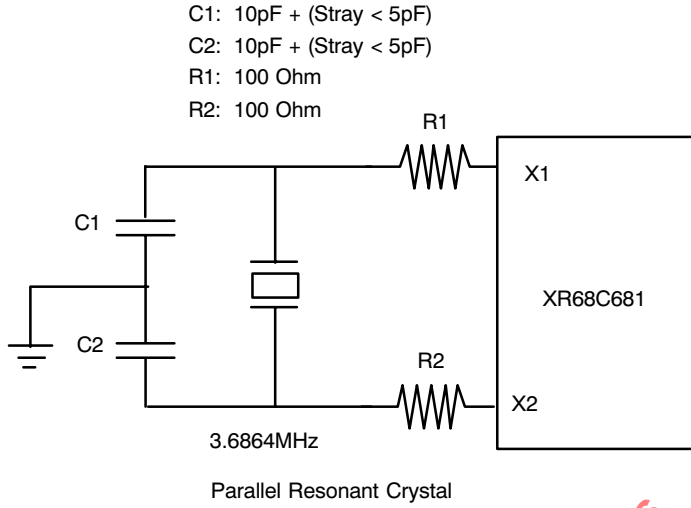 C1: 10pF + (Stray < 5pF)
C2: 10pF + (Stray < 5pF)
R1: 100 Ohm
R2: 100 Ohm
R1
X1
C1
XR68C681
C2
R2
X2
3.6864MHz
Parallel Resonant Crystal